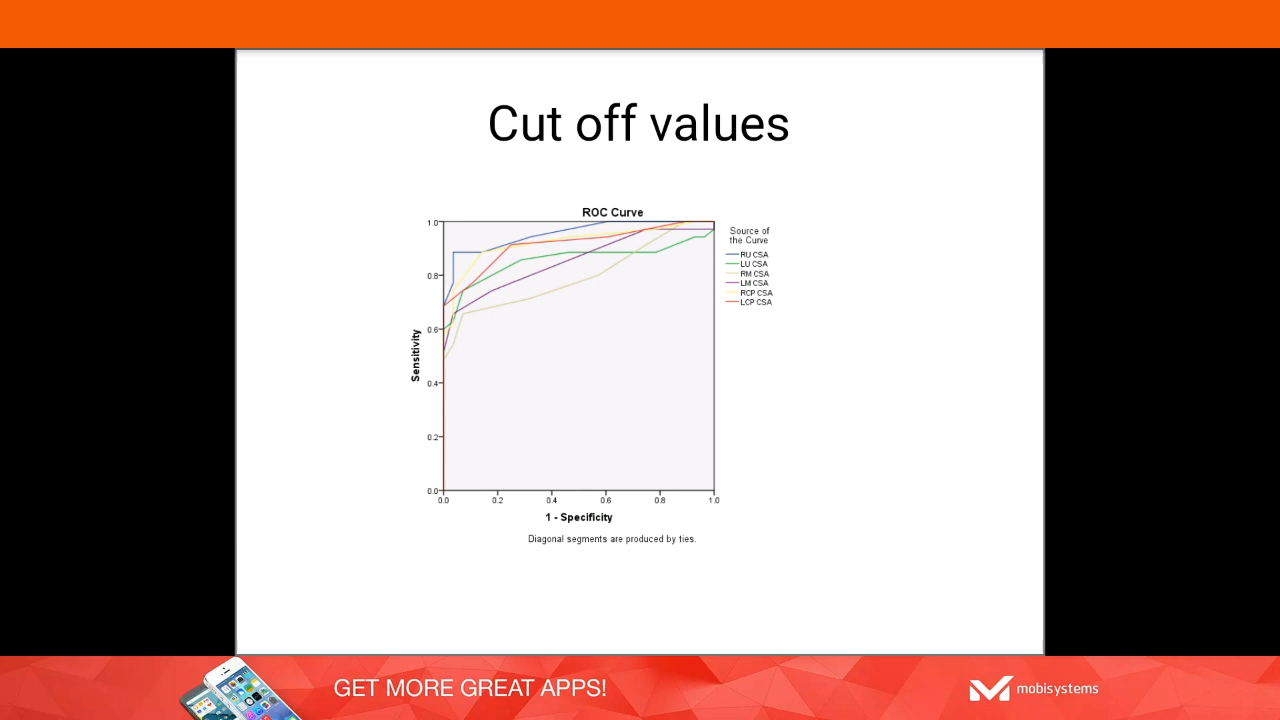 Cut off values
ROC Curve
Source of
the Curve
RU CSA
LU CSA
RM CSA
LM CSA
RCP CSA
LCP CSA
Sensitivity
1.0
0.8
0.6
0.4
0.2
0.0
0.0 0.2 0.4 0.6 0.8 1.0
1 - Specificity
Diagonal segments are produced by ties.
GET MORE GREAT APPS!
mobisystems